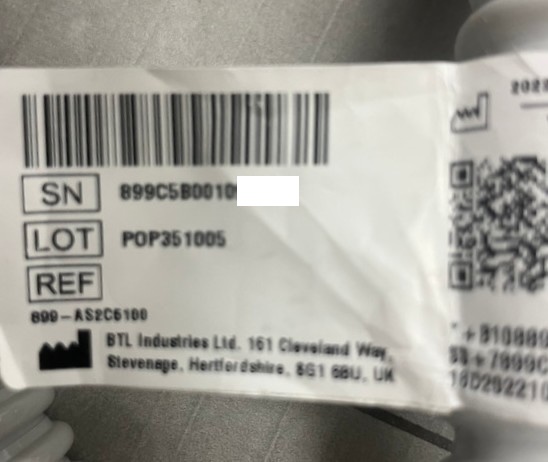 SN 899C5B0010
LOT POP351005
REF
899-AS2C6100
BTL Industries Ltd. 161 Cleveland Way,
Stevenage, Hertfordshire, SG1 6BU, UK